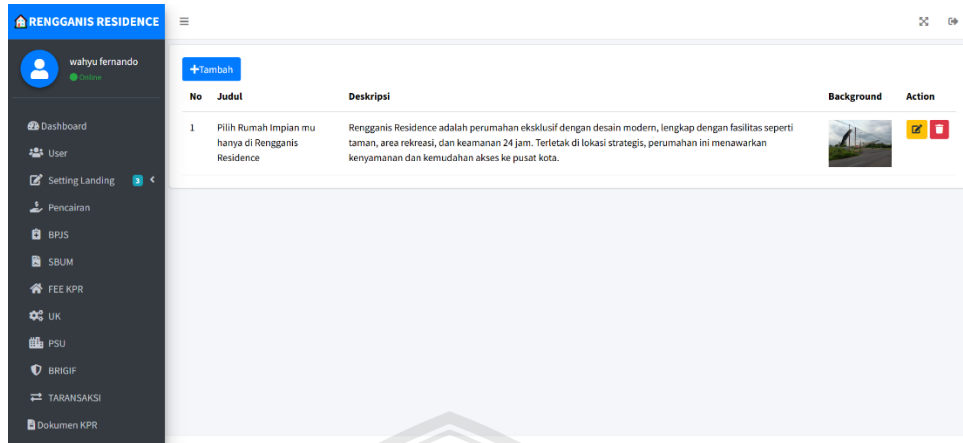 RENGGANIS RESIDENCE
wahyu fernando
Online
Dashboard
User
Setting Landing 3
Pencairan
BPJS
SBUM
FEE KPR
UK
PSU
BRIGIF
TARANSAKSI
Dokumen KPR
+Tambah
No Judul Deskripsi Background Action
1 Pilih Rumah Impian mu Rengganis Residence adalah perumahan eksklusif dengan desain modern, lengkap dengan fasilitas seperti
hanya di Rengganis taman, area rekreasi, dan keamanan 24 jam. Terletak di lokasi strategis, perumahan ini menawarkan
Residence kenyamanan dan kemudahan akses ke pusat kota.